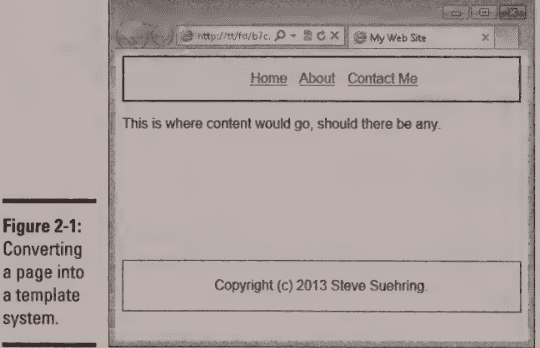 http://tt/fd/b7c.
My Web Site
Home About Contact Me
This is where content would go, should there be any.
Copyright (c) 2013 Steve Suehring.
Figure 2-1:
Converting
a page into
a template
system.